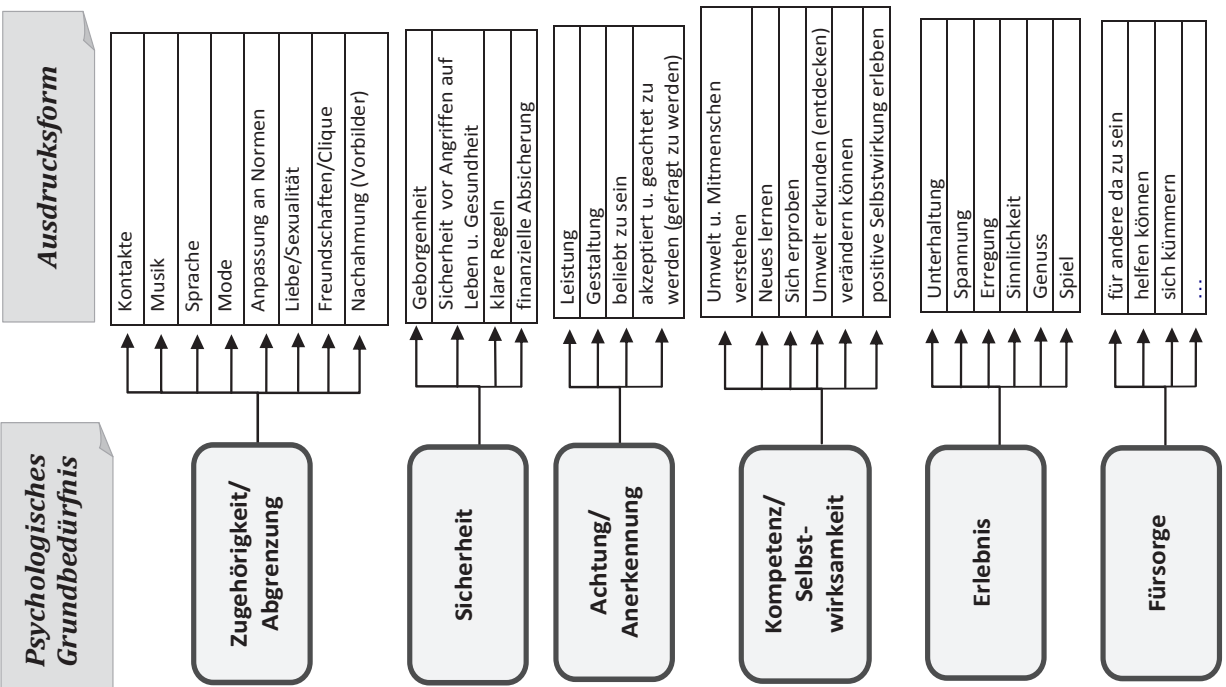 Psychologisches
Grundbedürfnis
Ausdrucksform
Zugehörigkeit/
Abgrenzung
Kontakte
Musik
Sprache
Mode
Anpassung an Normen
Liebe/Sexualität
Freundschaften/Clique
Nachahmung (Vorbilder)
Sicherheit
Geborgenheit
Sicherheit vor Angriffen auf
Leben u. Gesundheit
klare Regeln
finanzielle Absicherung
Achtung/
Anerkennung
Leistung
Gestaltung
beliebt zu sein
akzeptiert u. geachtet zu
werden (gefragt zu werden)
Kompetenz/
Selbst-
wirksamkeit
Umwelt u. Mitmenschen
verstehen
Neues lernen
Sich erproben
Umwelt erkunden (entdecken)
verändern können
positive Selbstwirkung erleben
Erlebnis
Unterhaltung
Spannung
Erregung
Sinnlichkeit
Genuss
Spiel
Fürsorge
für andere da zu sein
helfen können
sich kümmern
…